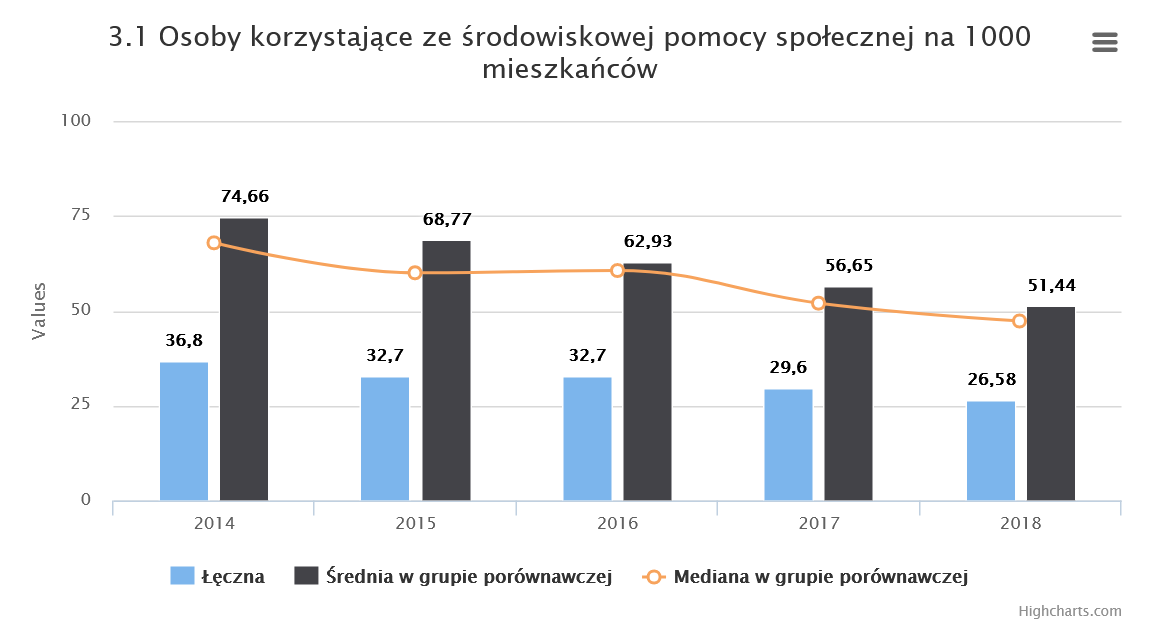 3.1 Osoby korzystające ze środowiskowej pomocy społecznej na 1000
mieszkańców
100
75
50
25
0
Values
74,66
68,77
62,93
56,65
51,44
36,8
32,7
32,7
29,6
26,58
2014 2015 2016 2017 2018
Łęczna Średnia w grupie porównawczej Mediana w grupie porównawczej
Highcharts.com